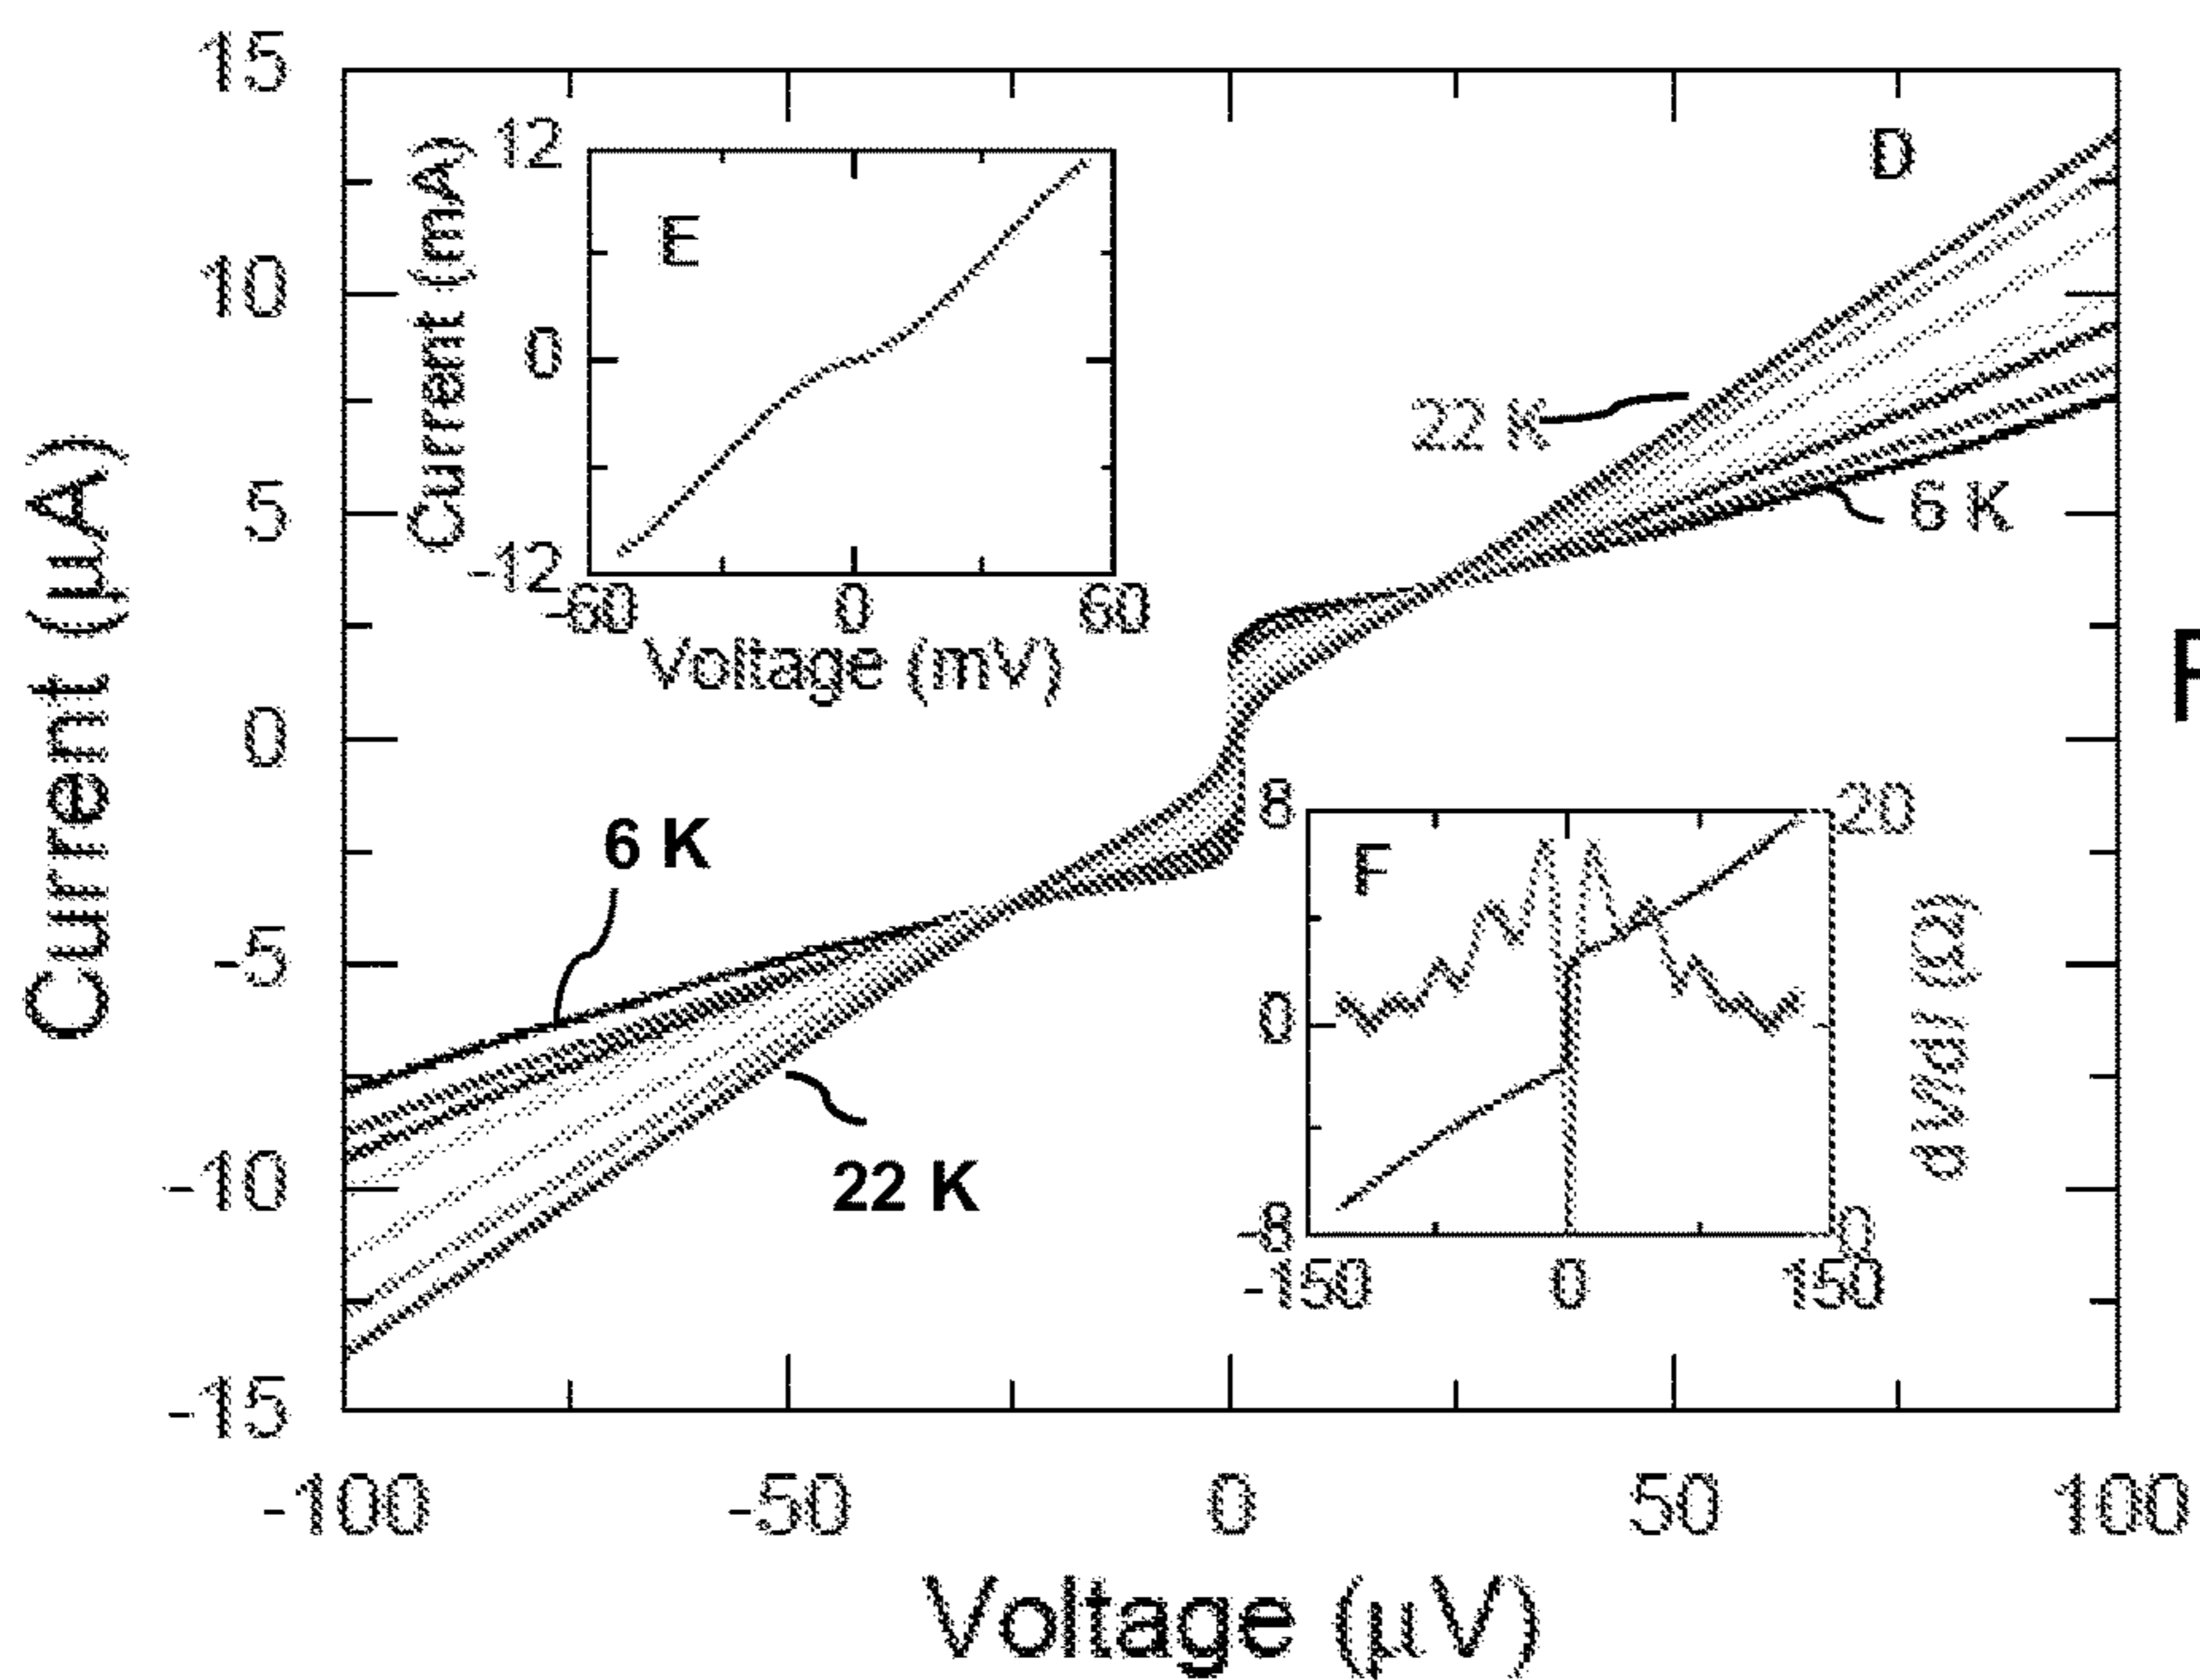 15
10
5
0
-5
-10
-15
Current (µA)
-100
-50
0
50
100
Voltage (µV)
D
22 K
6 K
6 K
22 K
12
0
-12
Current (mA)
E
-60
0
60
Voltage (mV)
F
8
0
-8
20
0
dV/dI (Ω)
-150
0
150